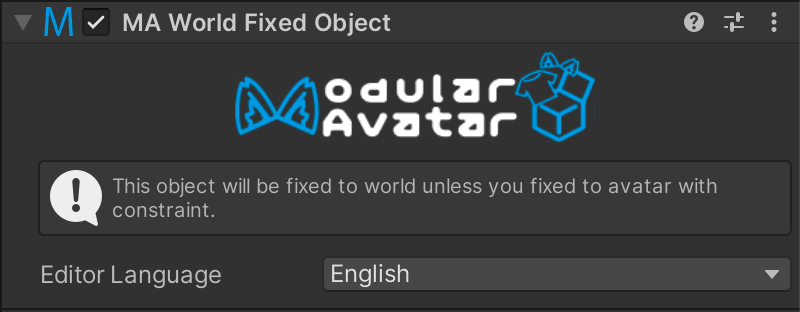 MA World Fixed Object
Modular
Avatar
This object will be fixed to world unless you fixed to avatar with
constraint.
Editor Language English